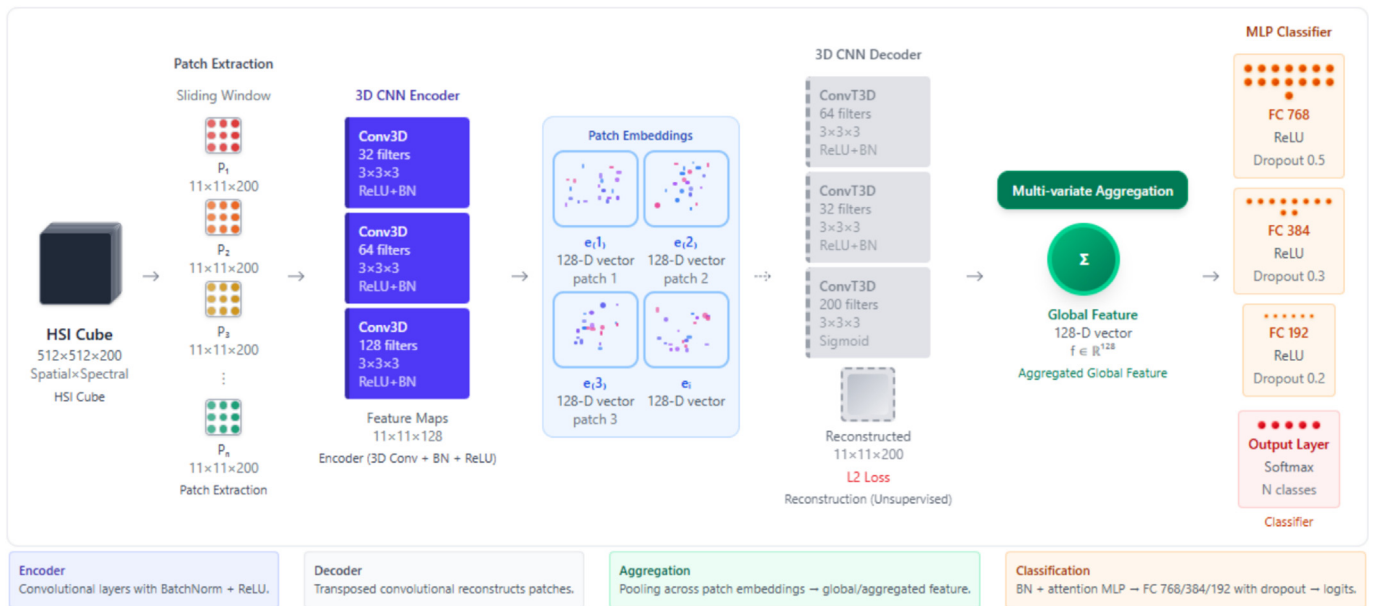 Patch Extraction
Sliding Window
P₁
11×11×200
P₂
11×11×200
P₃
11×11×200
⋮
Pₙ
11×11×200
Patch Extraction
HSI Cube
512×512×200
Spatial×Spectral
HSI Cube
3D CNN Encoder
Conv3D
32 filters
3×3×3
ReLU+BN
Conv3D
64 filters
3×3×3
ReLU+BN
Conv3D
128 filters
3×3×3
ReLU+BN
Feature Maps
11×11×128
Encoder (3D Conv + BN + ReLU)
Patch Embeddings
e₍1₎
128-D vector
patch 1
e₍2₎
128-D vector
patch 2
e₍3₎
128-D vector
patch 3
eᵢ
128-D vector
3D CNN Decoder
ConvT3D
64 filters
3×3×3
ReLU+BN
ConvT3D
32 filters
3×3×3
ReLU+BN
ConvT3D
200 filters
3×3×3
Sigmoid
Reconstructed
11×11×200
L2 Loss
Reconstruction (Unsupervised)
Multi-variate Aggregation
Σ
Global Feature
128-D vector
f ∈ ℝ¹²⁸
Aggregated Global Feature
MLP Classifier
FC 768
ReLU
Dropout 0.5
FC 384
ReLU
Dropout 0.3
FC 192
ReLU
Dropout 0.2
Output Layer
Softmax
N classes
Classifier
Encoder
Convolutional layers with BatchNorm + ReLU.
Decoder
Transposed convolutional reconstructs patches.
Aggregation
Pooling across patch embeddings → global/aggregated feature.
Classification
BN + attention MLP → FC 768/384/192 with dropout → logits.